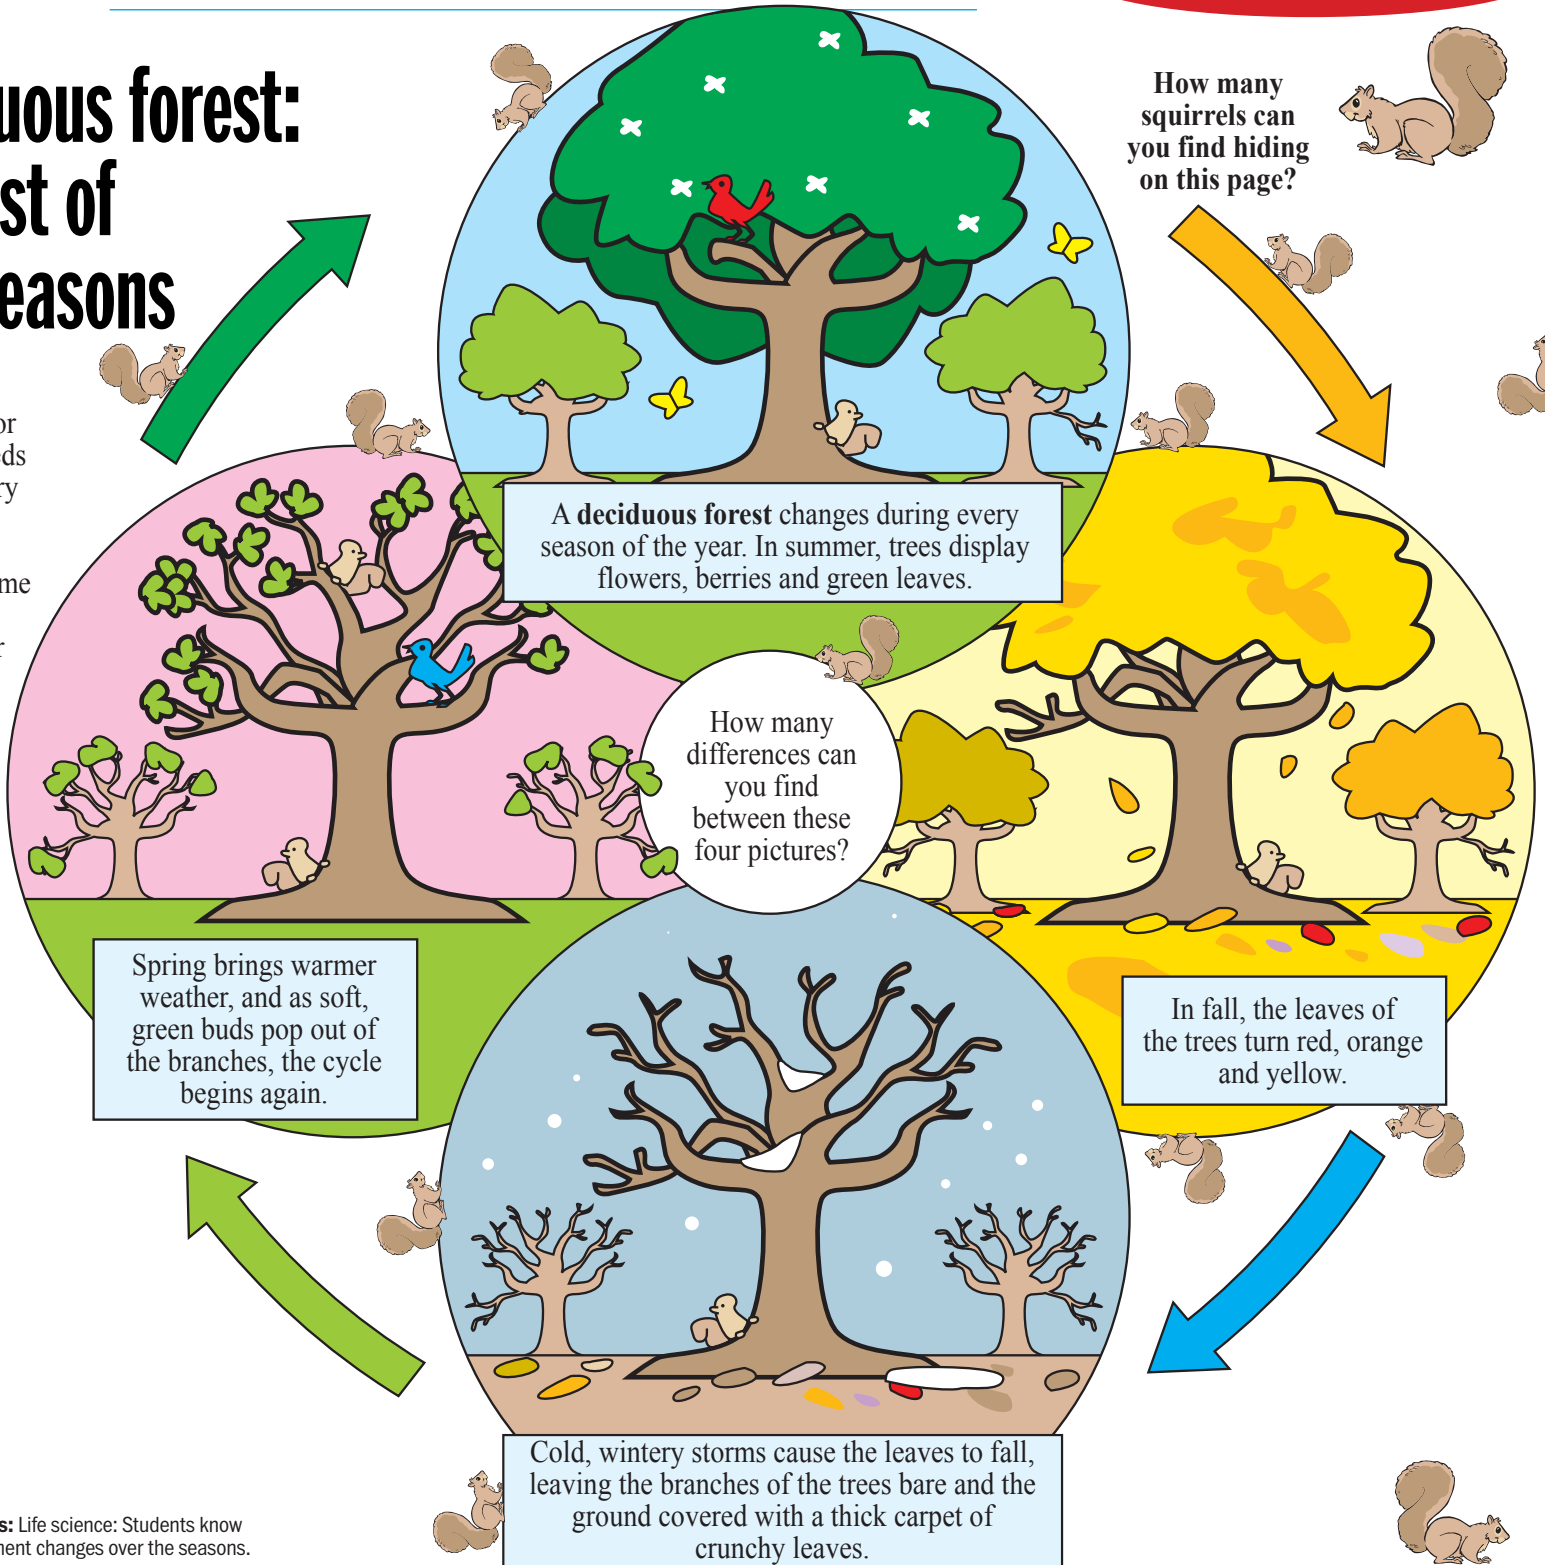 uous forest:
st of
easons
or
eds
ry
me
r
How many
squirrels can
you find hiding
on this page?
A deciduous forest changes during every
season of the year. In summer, trees display
flowers, berries and green leaves.
How many
differences can
you find
between these
four pictures?
Spring brings warmer
weather, and as soft,
green buds pop out of
the branches, the cycle
begins again.
In fall, the leaves of
the trees turn red, orange
and yellow.
Cold, wintery storms cause the leaves to fall,
leaving the branches of the trees bare and the
ground covered with a thick carpet of
crunchy leaves.
s: Life science: Students know
ment changes over the seasons.